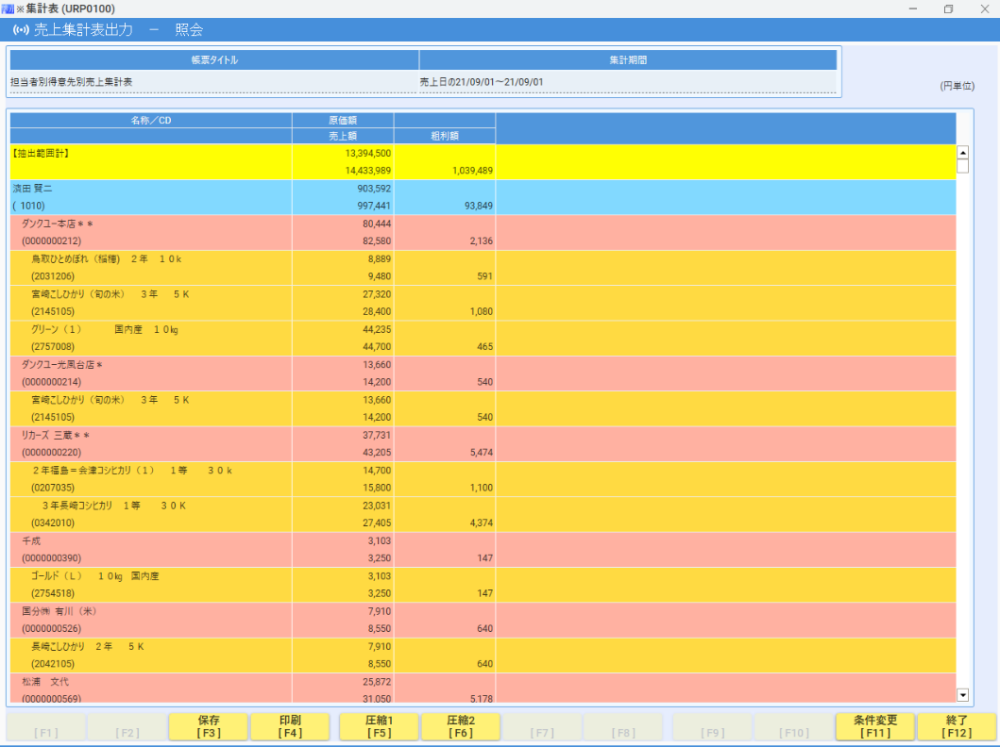 ※集計表 (URP0100)
売上集計表出力 － 照会
帳票タイトル 集計期間
担当者別得意先別売上集計表 売上日の21/09/01～21/09/01
(円単位)
名称／CD 原価額
売上額 粗利額
【抽出範囲計】 13,394,500
14,433,989 1,039,489
濱田 賢二 903,592
( 1010) 997,441 93,849
ダンクユー本店＊＊ 80,444
(0000000212) 82,580 2,136
鳥取ひとめぼれ（稲穂） ２年 １０k 8,889
(2031206) 9,480 591
宮崎こしひかり（旬の米） ３年 ５Ｋ 27,320
(2145105) 28,400 1,080
グリーン（１） 国内産 １０㎏ 44,235
(2757008) 44,700 465
ダンクユー光風台店＊ 13,660
(0000000214) 14,200 540
宮崎こしひかり（旬の米） ３年 ５Ｋ 13,660
(2145105) 14,200 540
リカーズ 三蔵＊＊ 37,731
(0000000220) 43,205 5,474
２年福島＝会津コシヒカリ（１） １等 ３０ｋ 14,700
(0207035) 15,800 1,100
３年長崎コシヒカリ １等 ３０Ｋ 23,031
(0342010) 27,405 4,374
千成 3,103
(0000000390) 3,250 147
ゴールド（Ｌ） １０㎏ 国内産 3,103
(2754518) 3,250 147
国分㈱ 有川（米） 7,910
(0000000526) 8,550 640
長崎こしひかり ２年 ５Ｋ 7,910
(2042105) 8,550 640
松浦 文代 25,872
(0000000569) 31,050 5,178
保存 印刷 圧縮1 圧縮2 条件変更 終了
[F1] [F2] [F3] [F4] [F5] [F6] [F7] [F8] [F9] [F10] [F11] [F12]